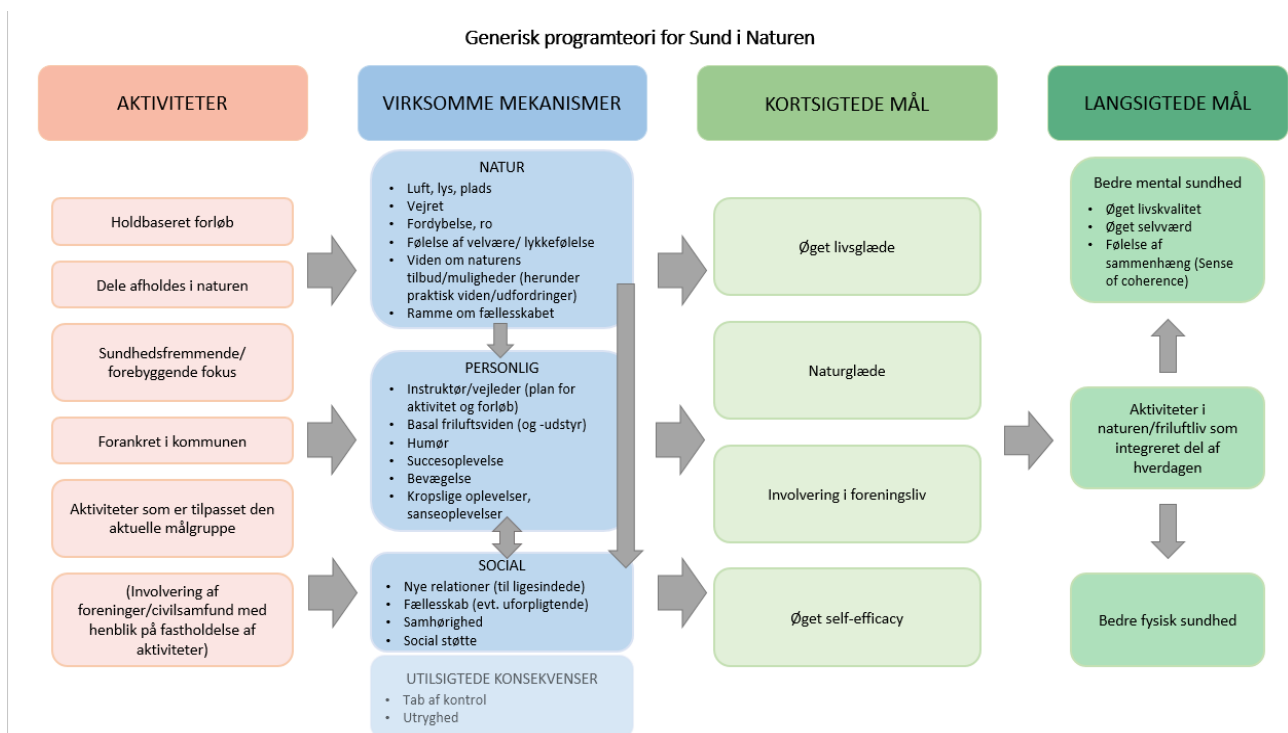 Generisk programteori for Sund i Naturen
AKTIVITETER
Holdbaseret forløb
Dele afholdes i naturen
Sundhedsfremmende/
forebyggende fokus
Forankret i kommunen
Aktiviteter som er tilpasset den
aktuelle målgruppe
(Involvering af
foreninger/civilsamfund med
henblik på fastholdelse af
aktiviteter)
VIRKSOMME MEKANISMER
NATUR
• Luft, lys, plads
• Vejret
• Fordybelse, ro
• Følelse af velvære/ lykkefølelse
• Viden om naturens
tilbud/muligheder (herunder
praktisk viden/udfordringer)
• Ramme om fællesskabet
PERSONLIG
• Instruktør/vejleder (plan for
aktivitet og forløb)
• Basal friluftsviden (og -udstyr)
• Humør
• Succesoplevelse
• Bevægelse
• Kropslige oplevelser,
sanseoplevelser
SOCIAL
• Nye relationer (til ligesindede)
• Fællesskab (evt. uforpligtende)
• Samhørighed
• Social støtte
UTILSIGTEDE KONSEKVENSER
• Tab af kontrol
• Utryghed
KORTSIGTEDE MÅL
Øget livsglæde
Naturglæde
Involvering i foreningsliv
Øget self-efficacy
LANGSIGTEDE MÅL
Bedre mental sundhed
• Øget livskvalitet
• Øget selvværd
• Følelse af
sammenhæng (Sense
of coherence)
Aktiviteter i
naturen/friluftliv som
integreret del af
hverdagen
Bedre fysisk sundhed